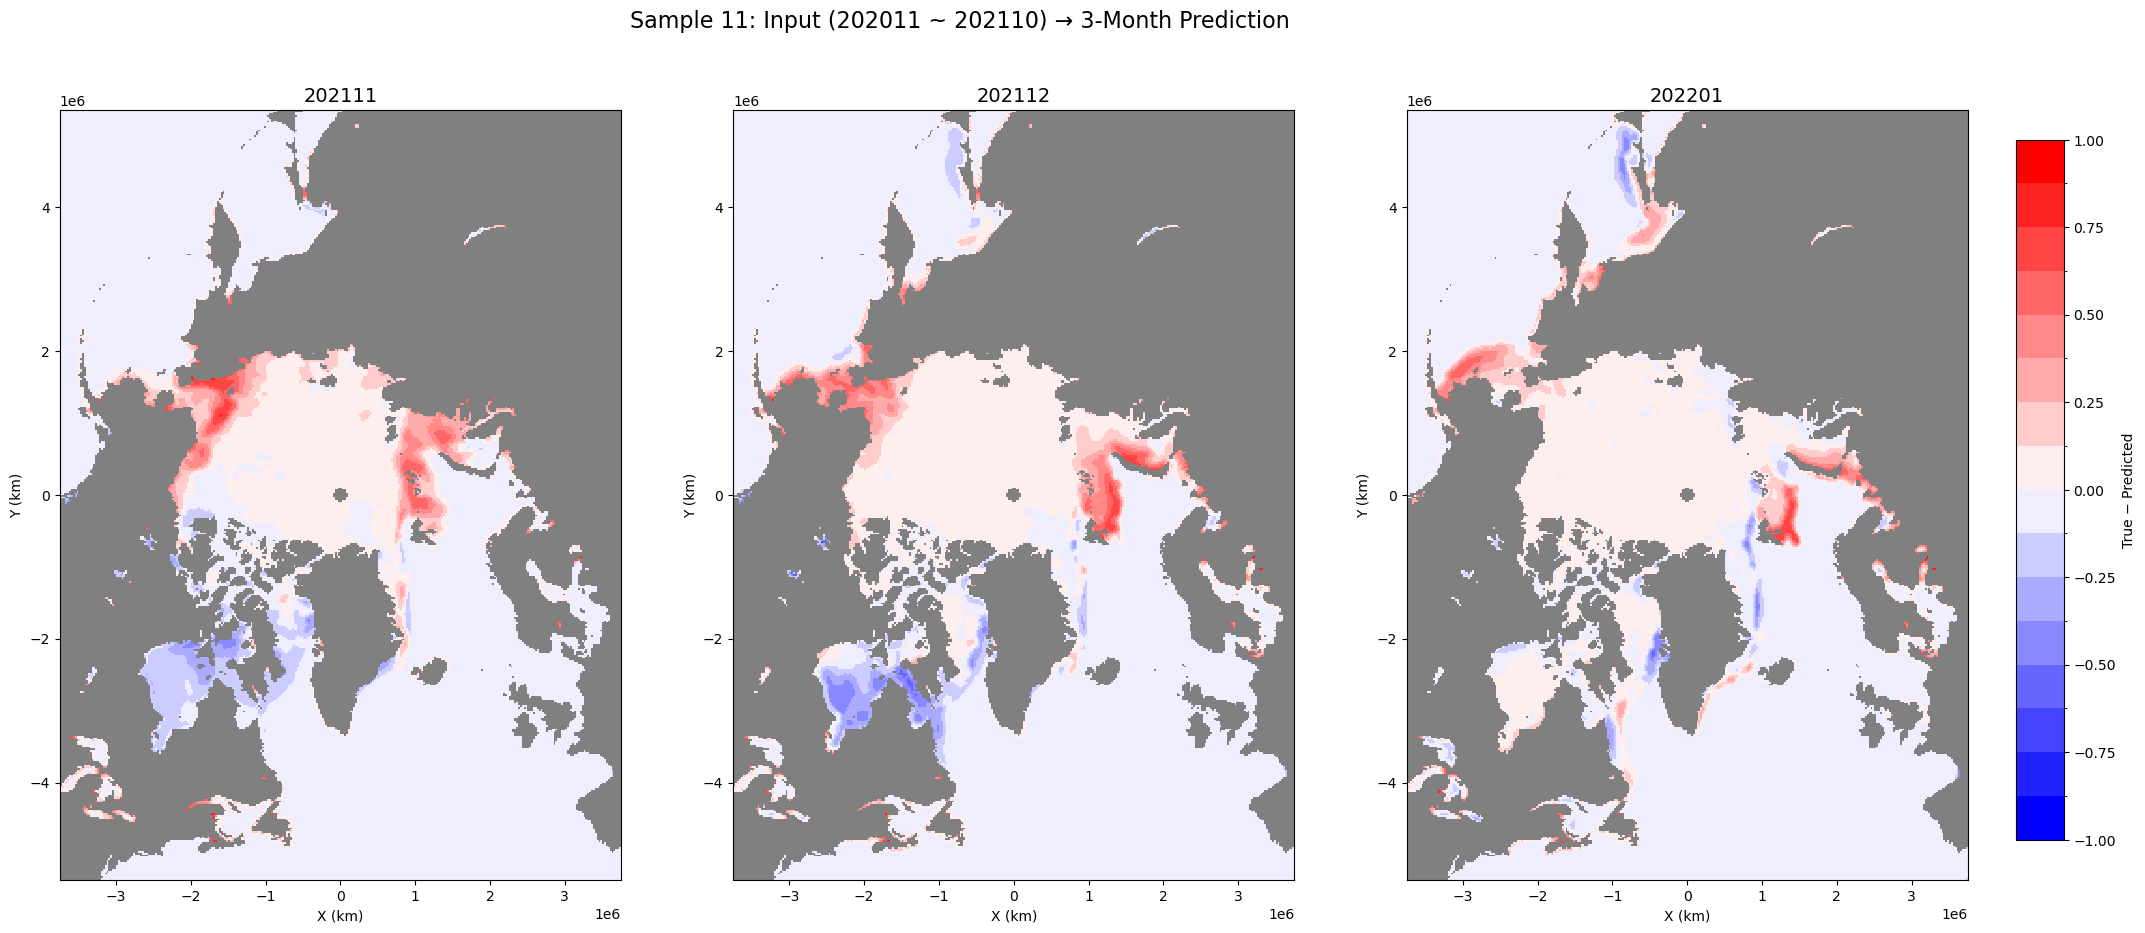 Sample 11: Input (202011 ~ 202110) → 3-Month Prediction
202111
1e6
4
2
0
−2
−4
Y (km)
−3 −2 −1 0 1 2 3
1e6
X (km)
202112
1e6
4
2
0
−2
−4
Y (km)
−3 −2 −1 0 1 2 3
1e6
X (km)
202201
1e6
4
2
0
−2
−4
Y (km)
−3 −2 −1 0 1 2 3
1e6
X (km)
1.00
0.75
0.50
0.25
0.00
−0.25
−0.50
−0.75
−1.00
True − Predicted